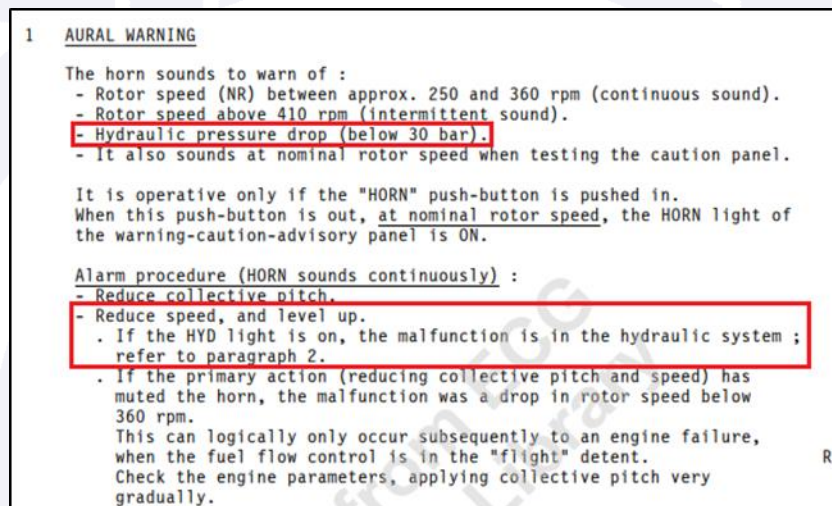 1 AURAL WARNING
The horn sounds to warn of :
- Rotor speed (NR) between approx. 250 and 360 rpm (continuous sound).
- Rotor speed above 410 rpm (intermittent sound).
- Hydraulic pressure drop (below 30 bar).
- It also sounds at nominal rotor speed when testing the caution panel.
It is operative only if the "HORN" push-button is pushed in.
When this push-button is out, at nominal rotor speed, the HORN light of
the warning-caution-advisory panel is ON.
Alarm procedure (HORN sounds continuously) :
- Reduce collective pitch.
- Reduce speed, and level up.
. If the HYD light is on, the malfunction is in the hydraulic system ;
refer to paragraph 2.
. If the primary action (reducing collective pitch and speed) has
muted the horn, the malfunction was a drop in rotor speed below
360 rpm.
This can logically only occur subsequently to an engine failure,
when the fuel flow control is in the "flight" detent. R
Check the engine parameters, applying collective pitch very
gradually.
from ECG
Library